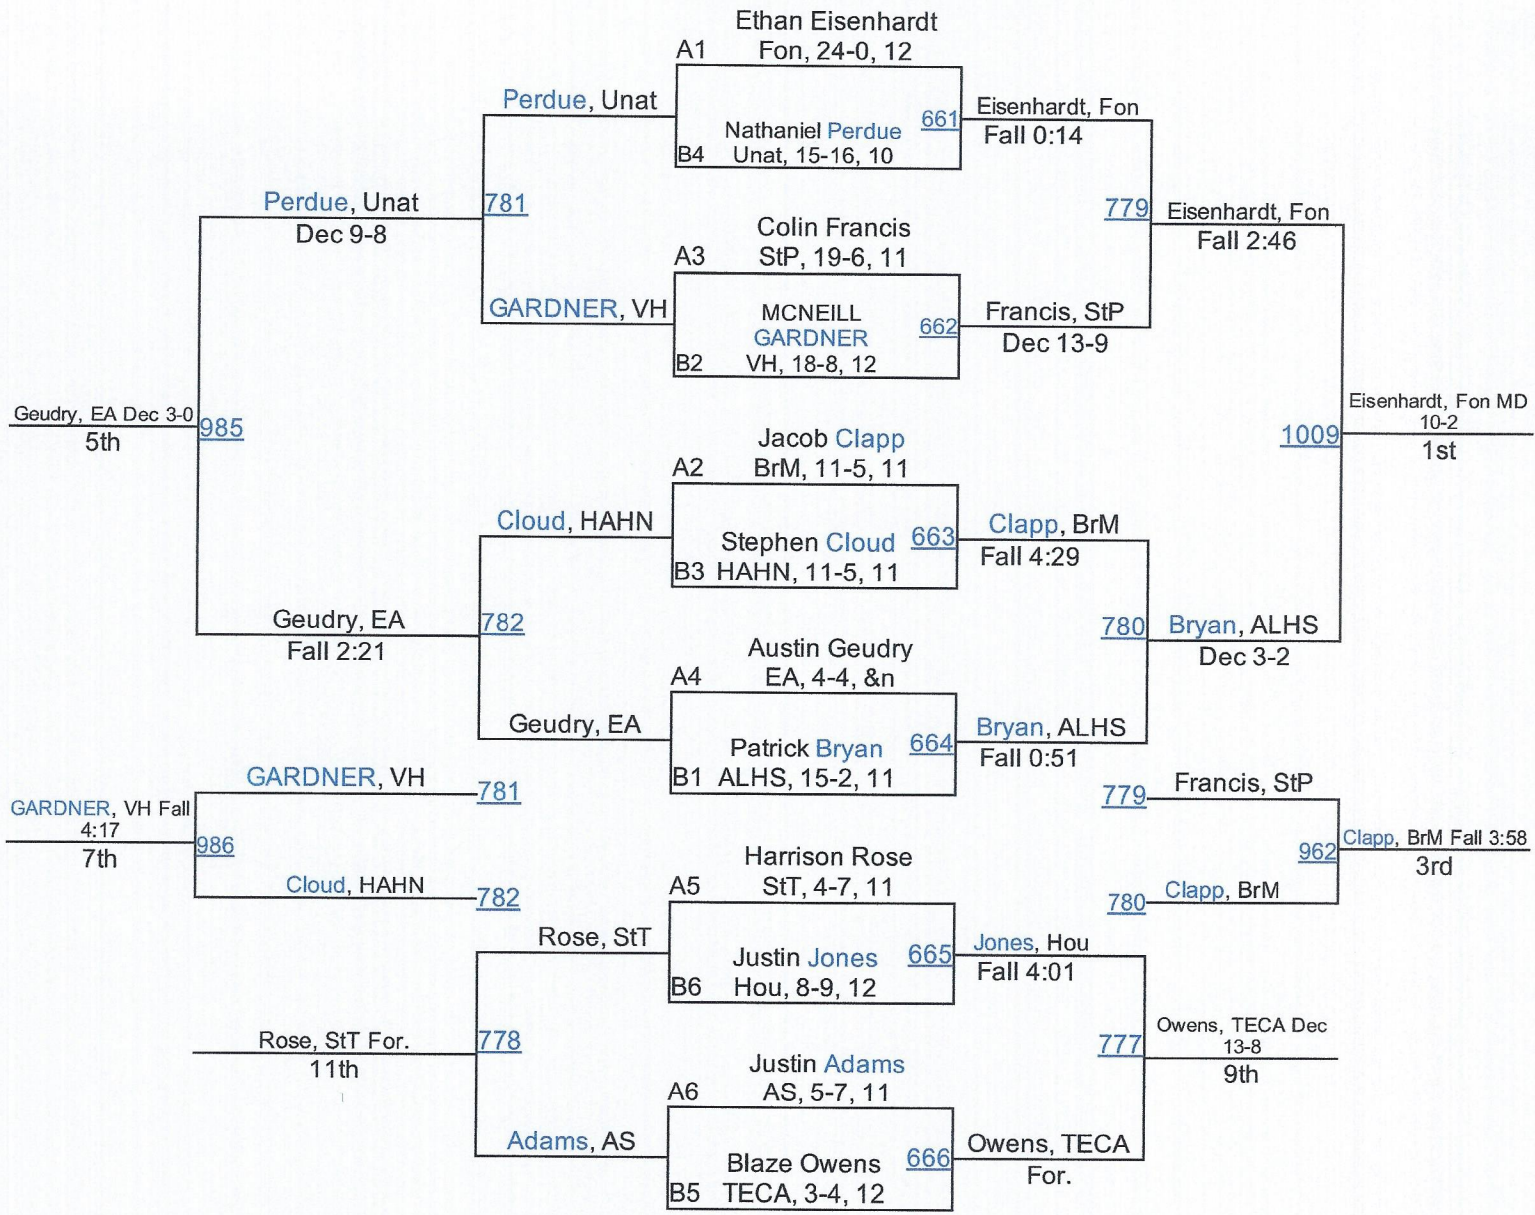 Ethan Eisenhardt
A1 Fon, 24-0, 12
Perdue, Unat
Nathaniel Perdue 661
B4 Unat, 15-16, 10
Eisenhardt, Fon
Fall 0:14
Perdue, Unat 781
Dec 9-8
779 Eisenhardt, Fon
Fall 2:46
Colin Francis
A3 StP, 19-6, 11
GARDNER, VH
MCNEILL
GARDNER 662
B2 VH, 18-8, 12
Francis, StP
Dec 13-9
Geudry, EA Dec 3-0 985
5th
1009 Eisenhardt, Fon MD
10-2
1st
Jacob Clapp
A2 BrM, 11-5, 11
Cloud, HAHN
Stephen Cloud 663
B3 HAHN, 11-5, 11
Clapp, BrM
Fall 4:29
Geudry, EA 782
Fall 2:21
780 Bryan, ALHS
Dec 3-2
Austin Geudry
A4 EA, 4-4, &n
Geudry, EA
Patrick Bryan 664
B1 ALHS, 15-2, 11
Bryan, ALHS
Fall 0:51
GARDNER, VH 781
GARDNER, VH Fall
4:17
7th
986
Cloud, HAHN 782
779 Francis, StP
962 Clapp, BrM Fall 3:58
3rd
780 Clapp, BrM
Harrison Rose
A5 StT, 4-7, 11
Rose, StT
Justin Jones 665
B6 Hou, 8-9, 12
Jones, Hou
Fall 4:01
Rose, StT For. 778
11th
777 Owens, TECA Dec
13-8
9th
Justin Adams
A6 AS, 5-7, 11
Adams, AS
Blaze Owens 666
B5 TECA, 3-4, 12
Owens, TECA
For.